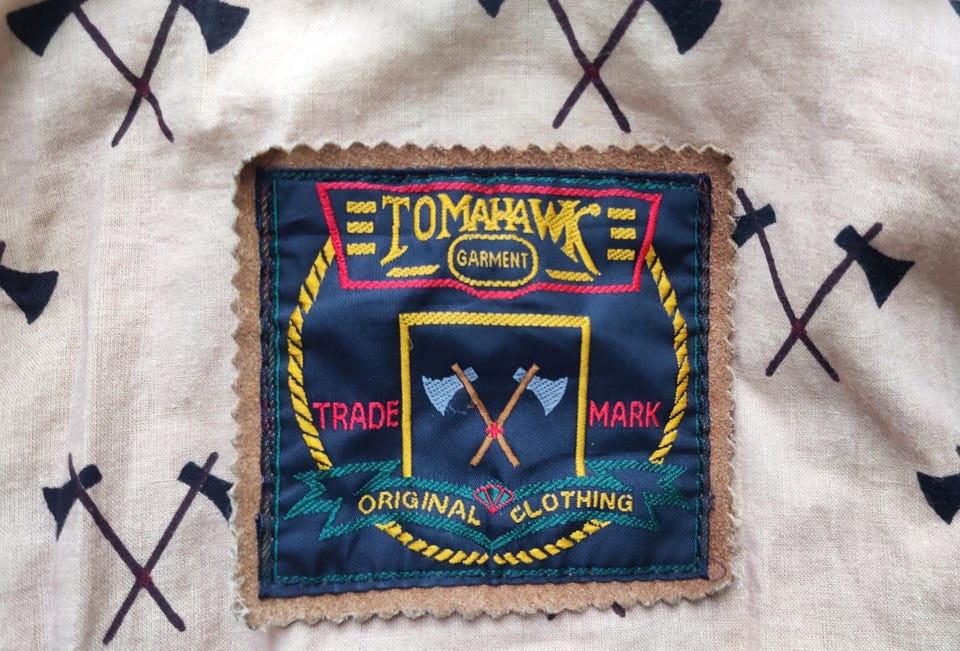 TOMAHAWK
GARMENT
TRADE MARK
ORIGINAL CLOTHING